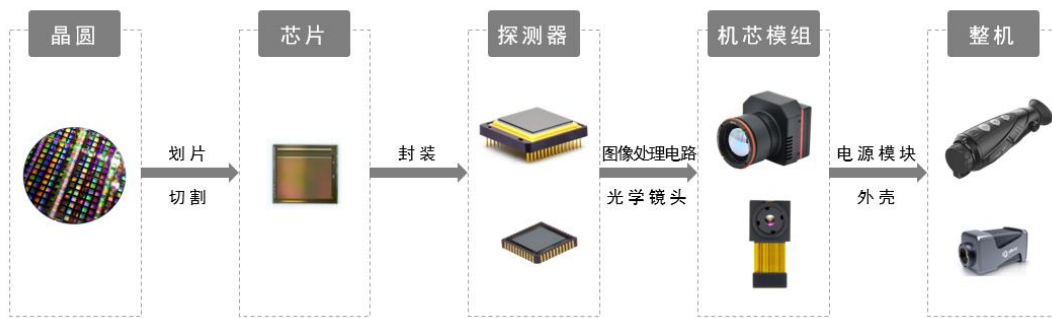 晶圆
芯片
探测器
机芯模组
整机
划片
切割
封装
图像处理电路
光学镜头
电源模块
外壳